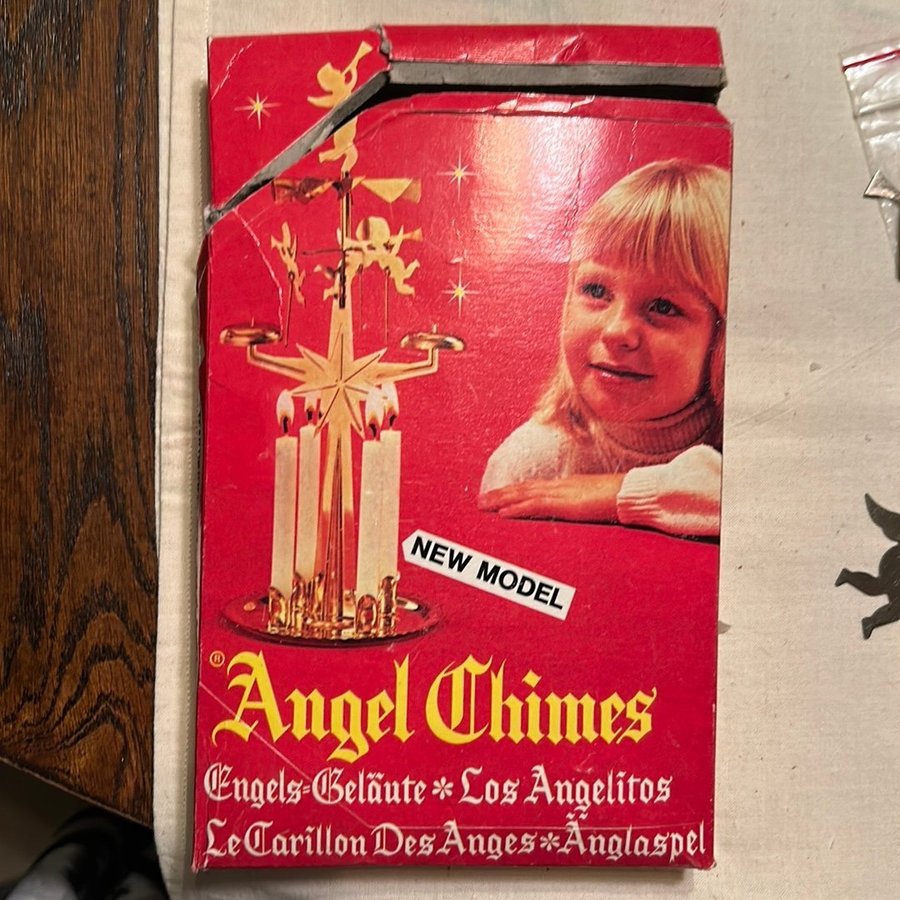 NEW MODEL
® Angel Chimes
Engels-Geläute * Los Angelitos
Le Carillon Des Anges * Änglaspel